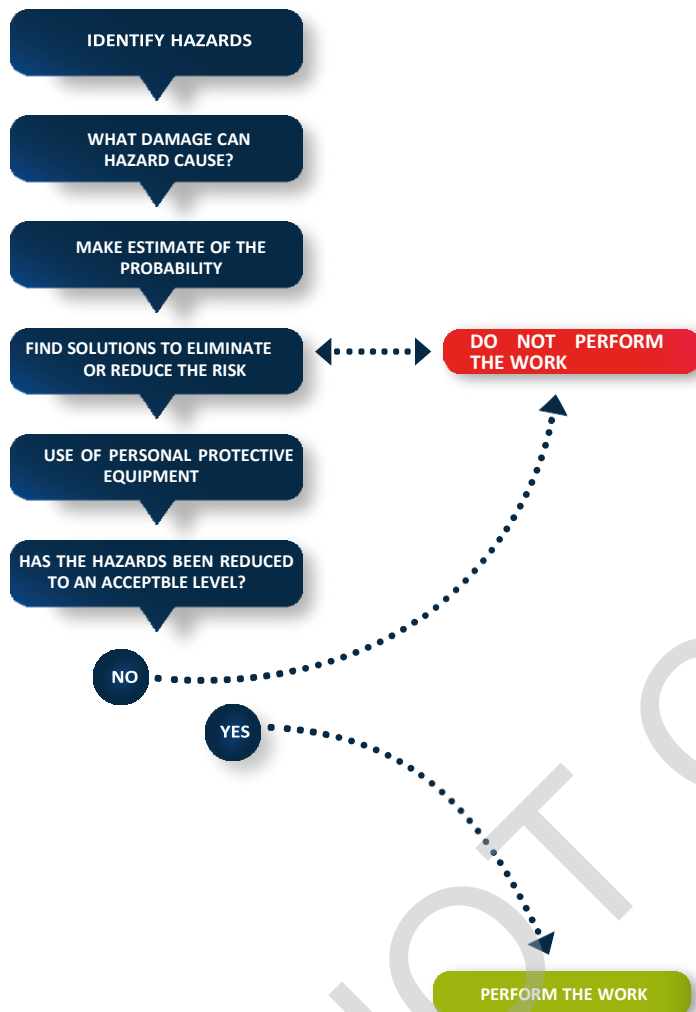 IDENTIFY HAZARDS
WHAT DAMAGE CAN
HAZARD CAUSE?
MAKE ESTIMATE OF THE
PROBABILITY
FIND SOLUTIONS TO ELIMINATE
OR REDUCE THE RISK
DO NOT PERFORM
THE WORK
USE OF PERSONAL PROTECTIVE
EQUIPMENT
HAS THE HAZARDS BEEN REDUCED
TO AN ACCEPTBLE LEVEL?
NO
YES
PERFORM THE WORK